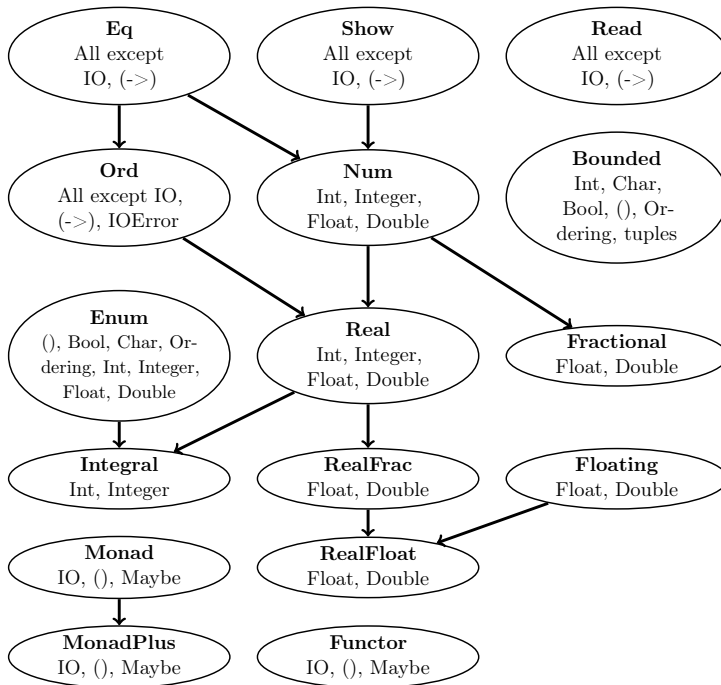 Eq
All except
IO, (->)
Show
All except
IO, (->)
Read
All except
IO, (->)
Ord
All except IO,
(->), IOError
Num
Int, Integer,
Float, Double
Bounded
Int, Char,
Bool, (), Or-
dering, tuples
Enum
(), Bool, Char, Or-
dering, Int, Integer,
Float, Double
Real
Int, Integer,
Float, Double
Fractional
Float, Double
Integral
Int, Integer
RealFrac
Float, Double
Floating
Float, Double
Monad
IO, (), Maybe
RealFloat
Float, Double
MonadPlus
IO, (), Maybe
Functor
IO, (), Maybe